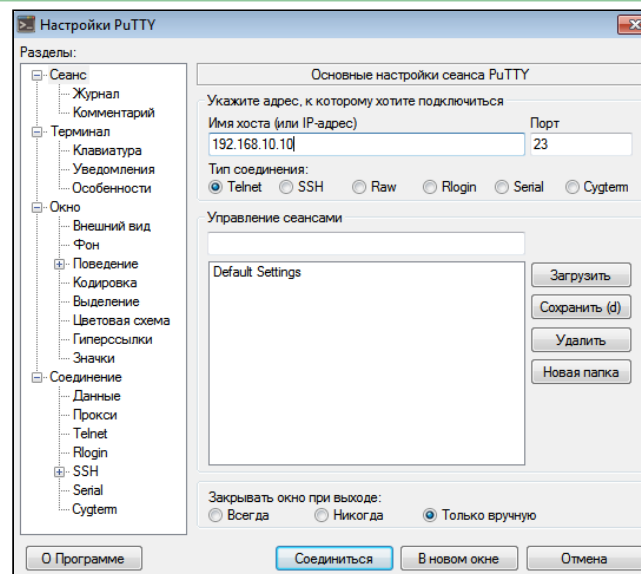 Настройки PuTTY
Разделы:
Сеанс
Журнал
Комментарий
Терминал
Клавиатура
Уведомления
Особенности
Окно
Внешний вид
Фон
Поведение
Кодировка
Выделение
Цветовая схема
Гиперссылки
Значки
Соединение
Данные
Прокси
Telnet
Rlogin
SSH
Serial
Cygterm
Основные настройки сеанса PuTTY
Укажите адрес, к которому хотите подключиться
Имя хоста (или IP-адрес) Порт
192.168.10.10 23
Тип соединения:
Telnet SSH Raw Rlogin Serial Cygterm
Управление сеансами
Default Settings
Загрузить
Сохранить (d)
Удалить
Новая папка
Закрывать окно при выходе:
Всегда Никогда Только вручную
О Программе Соединиться В новом окне Отмена